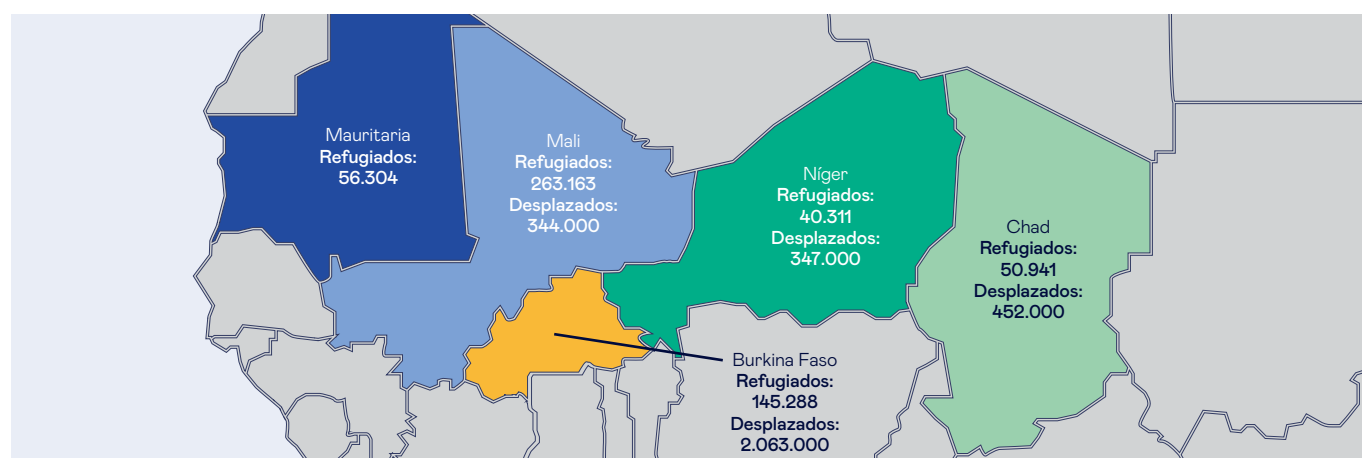 Mauritaria
Refugiados:
56.304
Mali
Refugiados:
263.163
Desplazados:
344.000
Níger
Refugiados:
40.311
Desplazados:
347.000
Chad
Refugiados:
50.941
Desplazados:
452.000
Burkina Faso
Refugiados:
145.288
Desplazados:
2.063.000